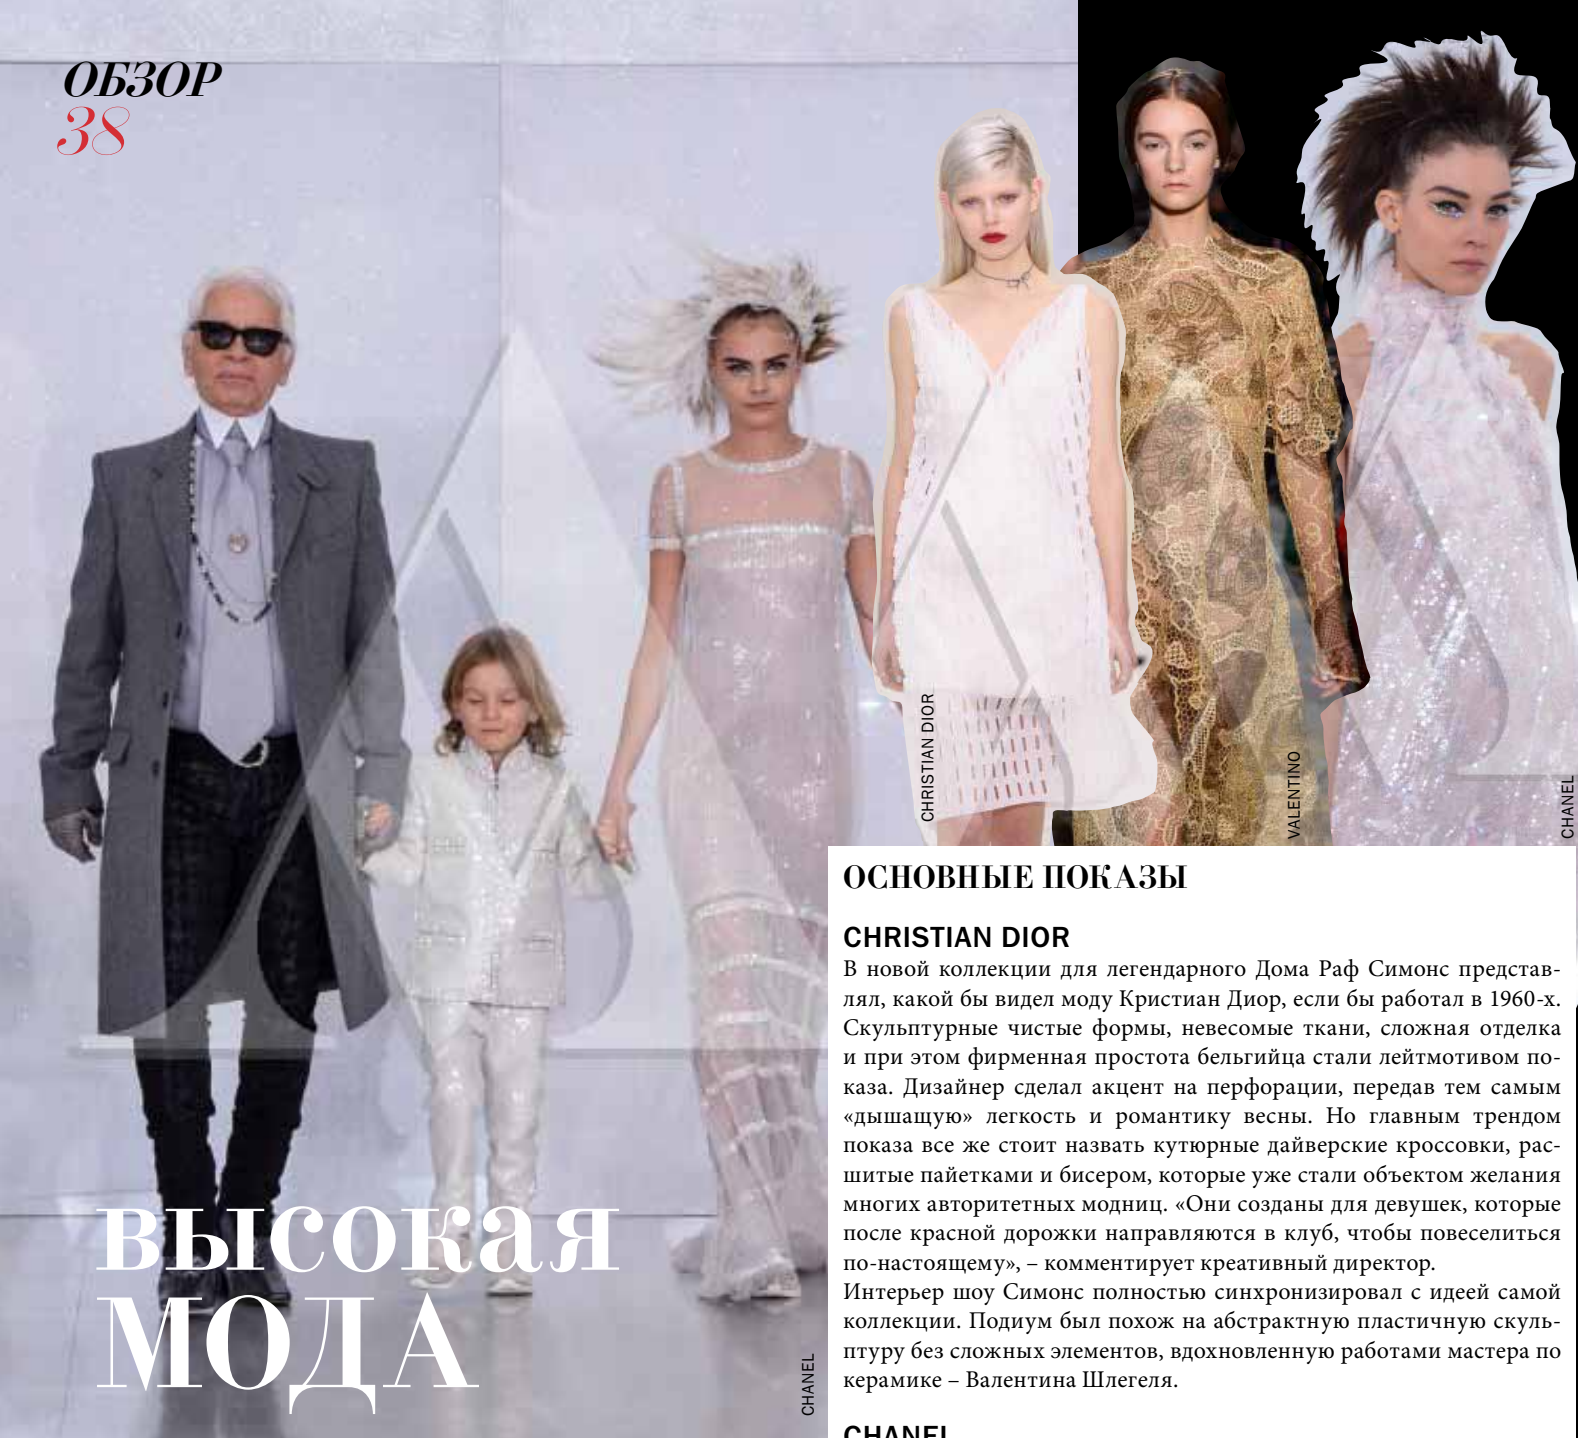 ОБЗОР
38
CHRISTIAN DIOR
VALENTINO
CHANEL
ВЫСОКАЯ
МОДА
CHANEL
ОСНОВНЫЕ ПОКАЗЫ
CHRISTIAN DIOR
В новой коллекции для легендарного Дома Раф Симонс представ-
лял, какой бы видел моду Кристиан Диор, если бы работал в 1960-х.
Скульптурные чистые формы, невесомые ткани, сложная отделка
и при этом фирменная простота бельгийца стали лейтмотивом по-
каза. Дизайнер сделал акцент на перфорации, передав тем самым
«дышащую» легкость и романтику весны. Но главным трендом
показа все же стоит назвать кутюрные дайверские кроссовки, рас-
шитые пайетками и бисером, которые уже стали объектом желания
многих авторитетных модниц. «Они созданы для девушек, которые
после красной дорожки направляются в клуб, чтобы повеселиться
по-настоящему», – комментирует креативный директор.
Интерьер шоу Симонс полностью синхронизировал с идеей самой
коллекции. Подиум был похож на абстрактную пластичную скуль-
птуру без сложных элементов, вдохновленную работами мастера по
керамике – Валентина Шлегеля.
CHANEL